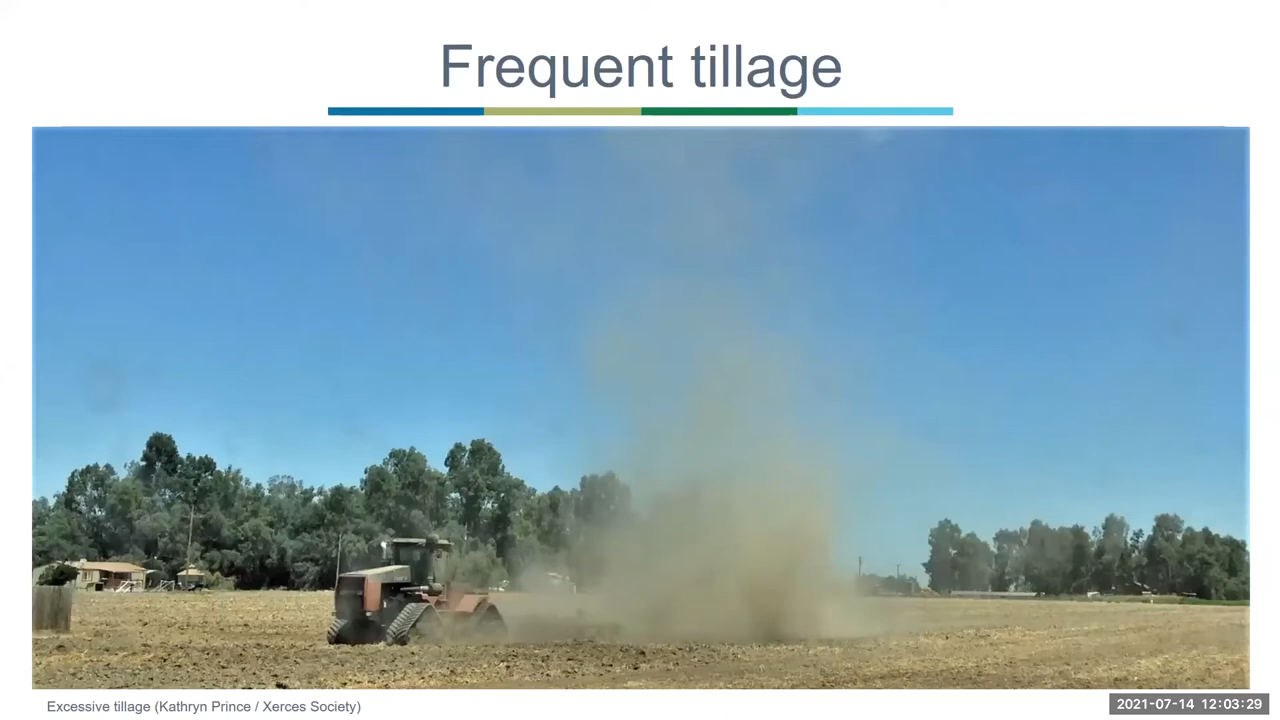 Frequent tillage
Excessive tillage (Kathryn Prince / Xerces Society)
2021-07-14 12:03:29